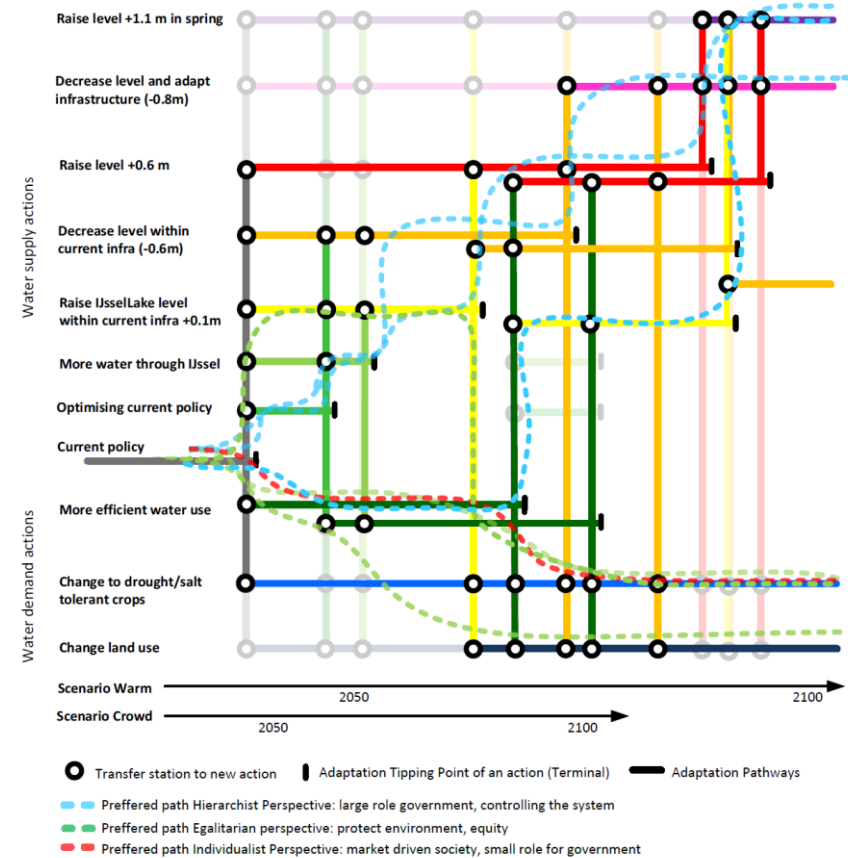 Raise level +1.1 m in spring
Decrease level and adapt
infrastructure (-0.8m)
Raise level +0.6 m
Decrease level within
current infra (-0.6m)
Raise IJsselLake level
within current infra +0.1m
More water through IJssel
Optimising current policy
Current policy
More efficient water use
Change to drought/salt
tolerant crops
Change land use
Water supply actions
Water demand actions
Scenario Warm
2050
2100
Scenario Crowd
2050
2100
Transfer station to new action
Adaptation Tipping Point of an action (Terminal)
Adaptation Pathways
Preffered path Hierarchist Perspective: large role government, controlling the system
Preffered path Egalitarian perspective: protect environment, equity
Preffered path Individualist Perspective: market driven society, small role for government